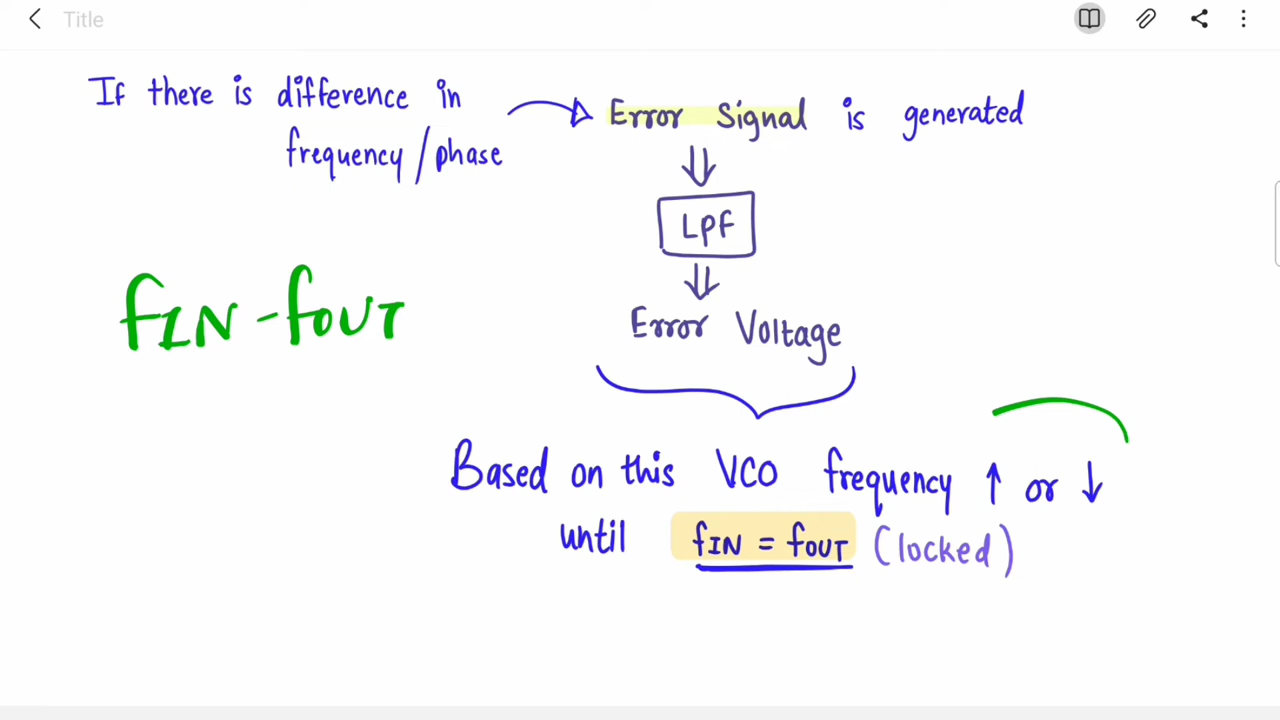 Title
If there is difference in
frequency/phase
Error Signal is generated
LPF
Error Voltage
fIN - fOUT
Based on this VCO frequency ↑ or ↓
until fIN = fOUT (locked)